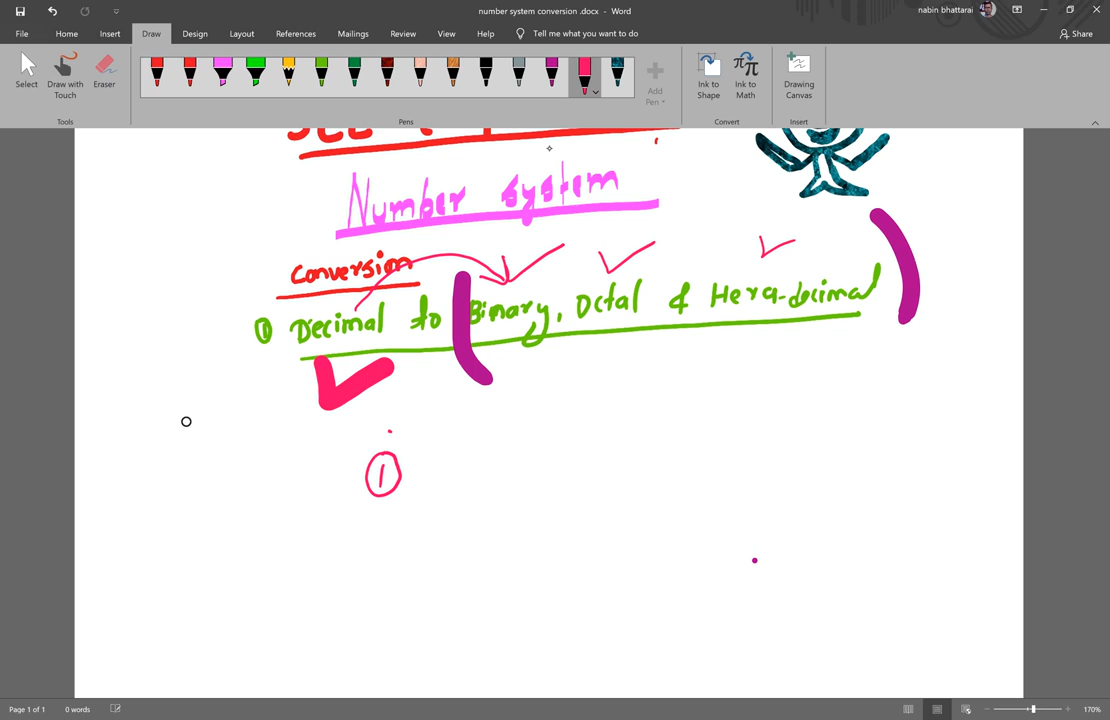 number system conversion .docx - Word
nabin bhattarai
File Home Insert Draw Design Layout References Mailings Review View Help Tell me what you want to do Share
Select Draw with Touch Eraser Add Pen Ink to Shape Ink to Math Drawing Canvas
Tools Pens Convert Insert
Number system
Conversion
① Decimal to Binary, Octal & Hexa-decimal
①
Page 1 of 1 0 words 170%